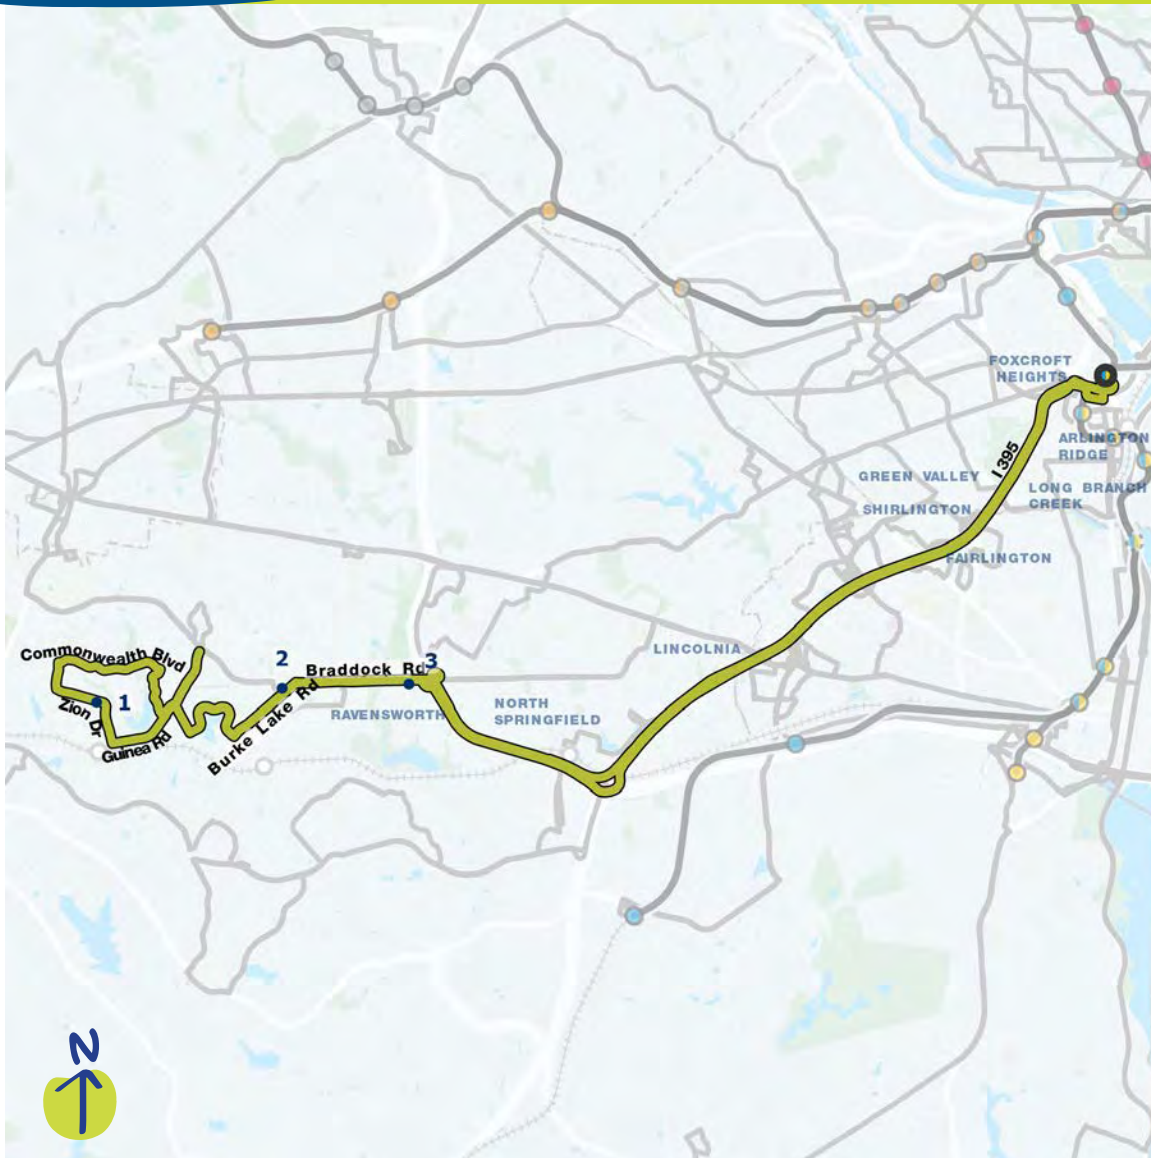 FOXCROFT
HEIGHTS
ARLINGTON
RIDGE
I 395
GREEN VALLEY
LONG BRANCH
CREEK
SHIRLINGTON
FAIRLINGTON
LINCOLNIA
Commonwealth Blvd
2
Braddock Rd
3
1
Zion Dr
Guinea Rd
Burke Lake Rd
RAVENSWORTH
NORTH
SPRINGFIELD
N